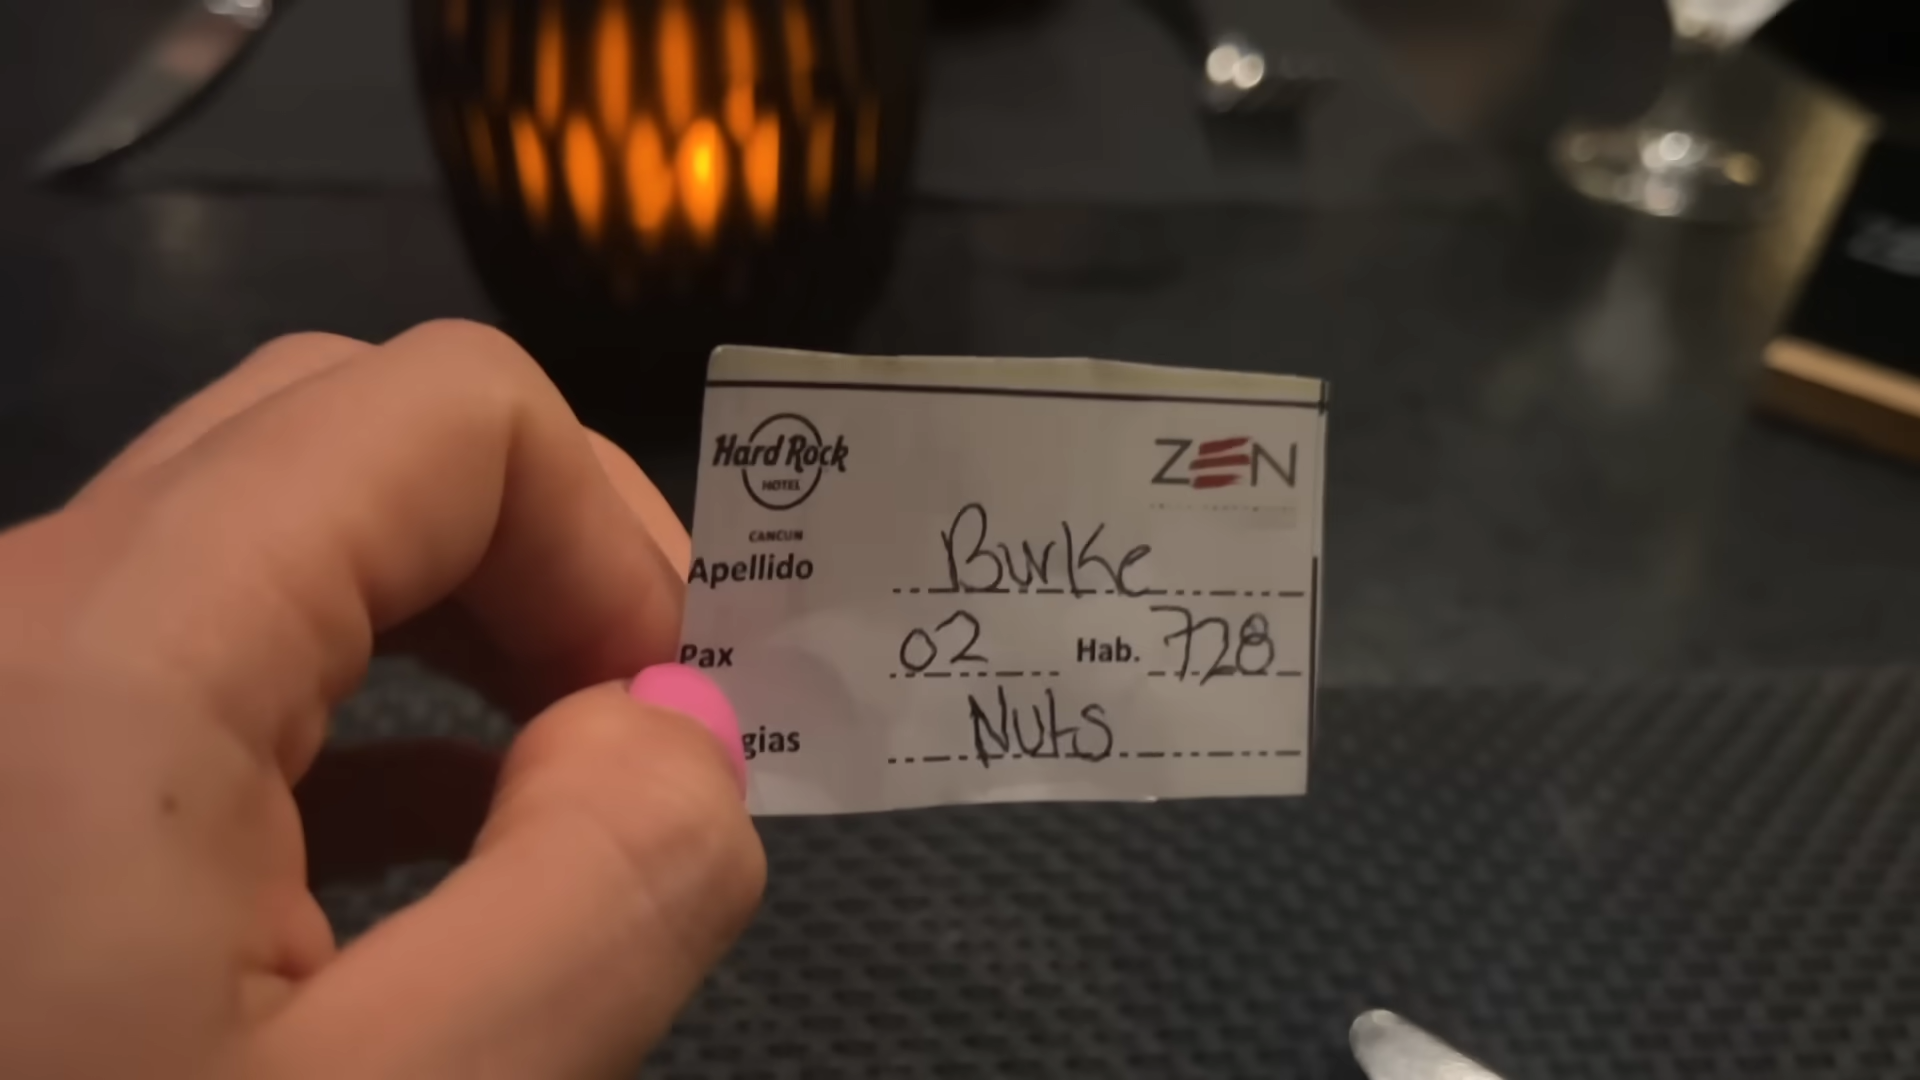 Hard Rock
HOTEL
CANCUN
ZEN
Apellido Burke
Pax 02 Hab. 728
gias Nuts